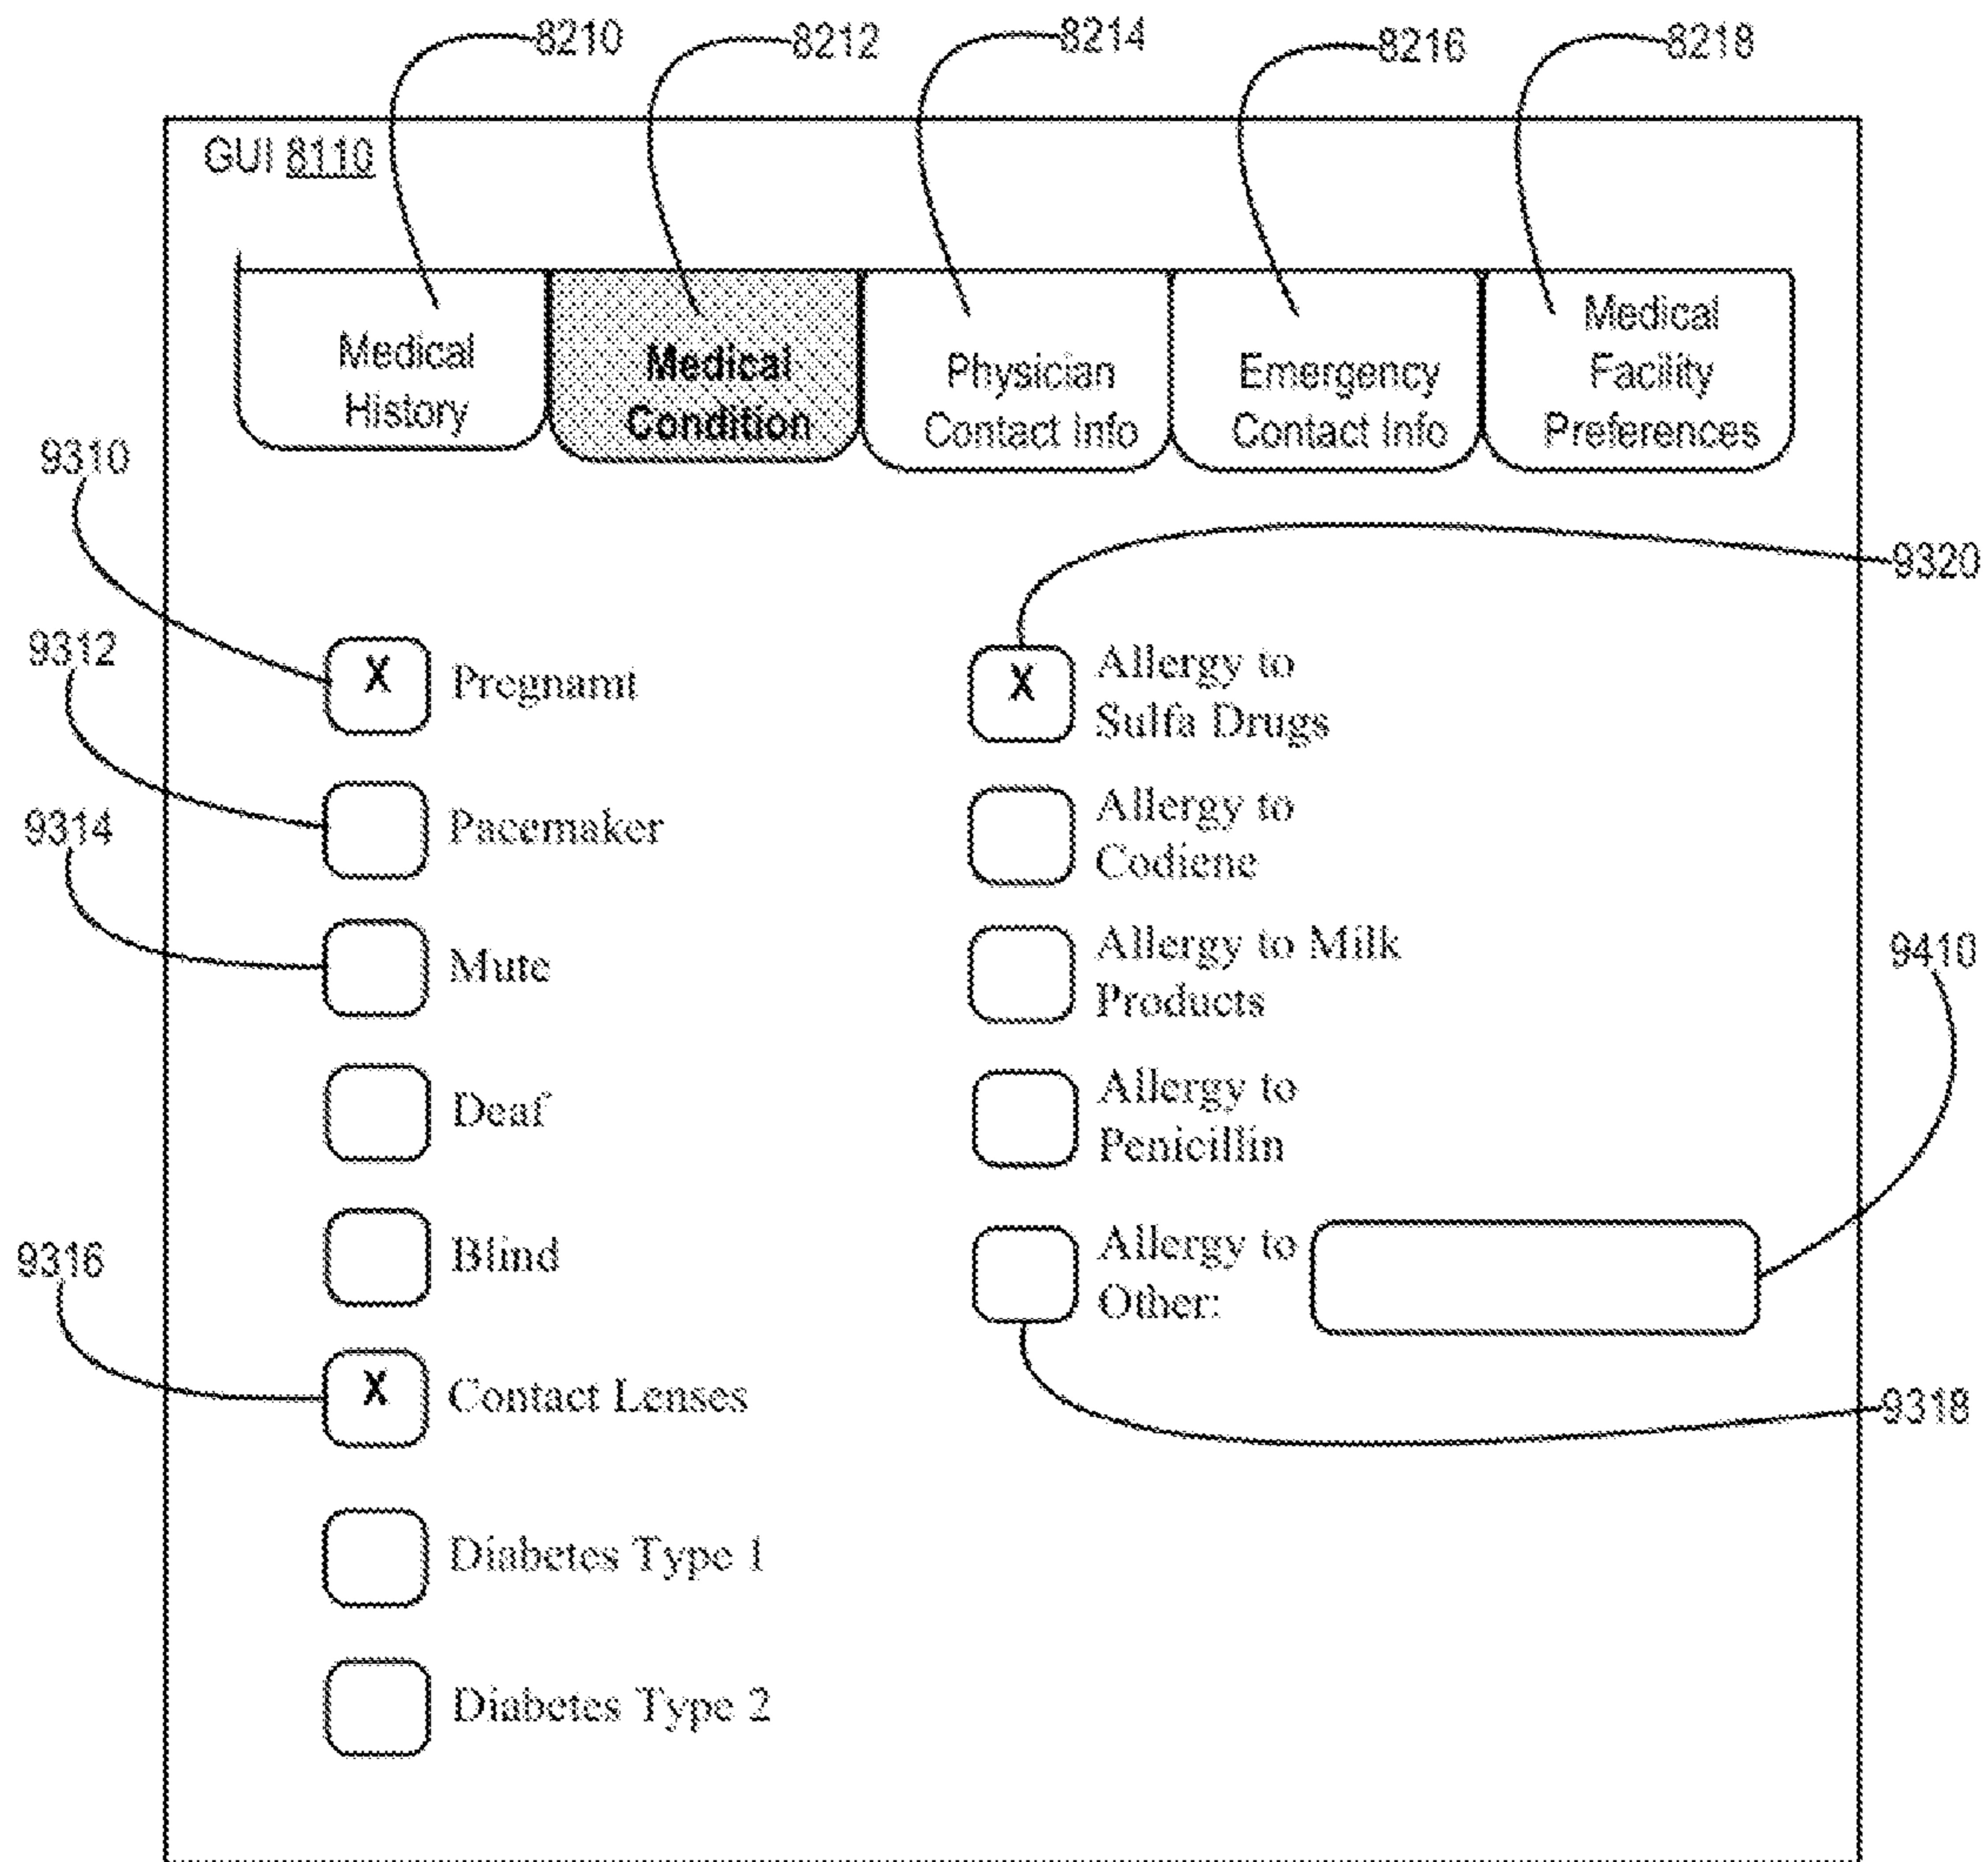 8210
8212
8214
8216
8218
GUI 8110
Medical
History
Medical
Condition
Physician
Contact Info
Emergency
Contact Info
Medical
Facility
Preferences
9310
9320
9312
X Pregnamt
X Allergy to
Sulfa Drugs
9314
Pacemaker
Allergy to
Codiene
Mute
Allergy to Milk
Products
9410
Deaf
Allergy to
Penicillin
9316
Blind
Allergy to
Other:
X Contact Lenses
9318
Diabetes Type 1
Diabetes Type 2